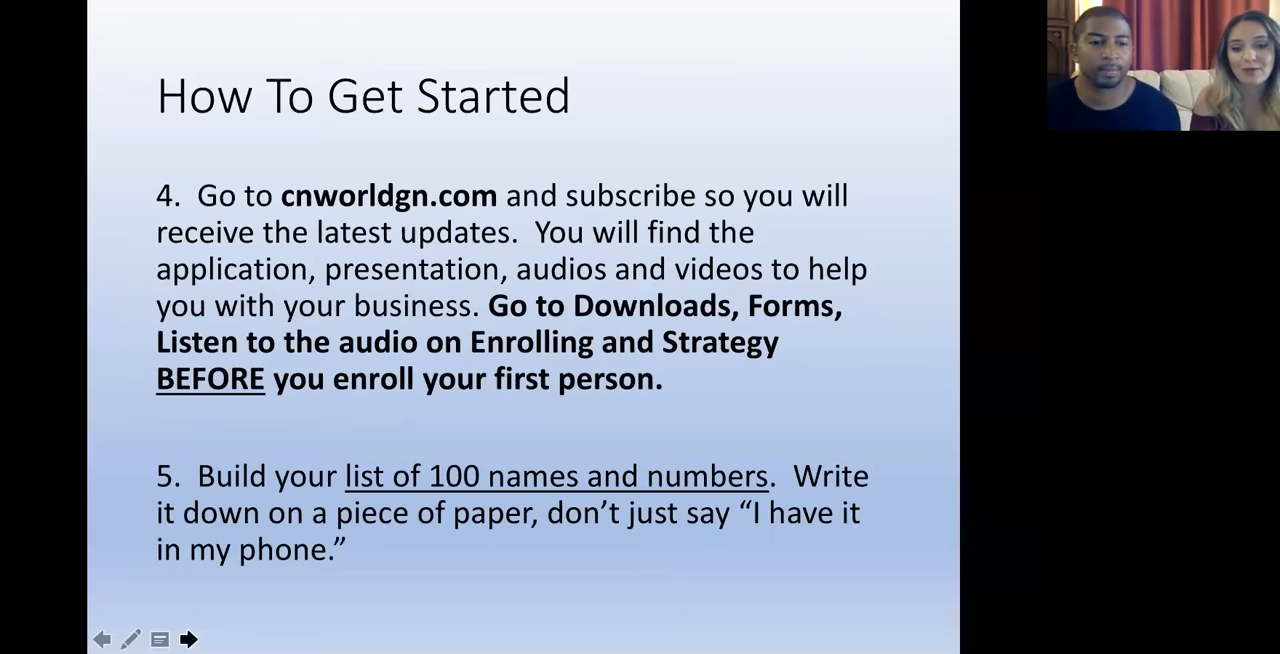 How To Get Started
4.  Go to cnworldgn.com and subscribe so you will
receive the latest updates.  You will find the
application, presentation, audios and videos to help
you with your business. Go to Downloads, Forms,
Listen to the audio on Enrolling and Strategy
BEFORE you enroll your first person.
5.  Build your list of 100 names and numbers.  Write
it down on a piece of paper, don’t just say “I have it
in my phone.”